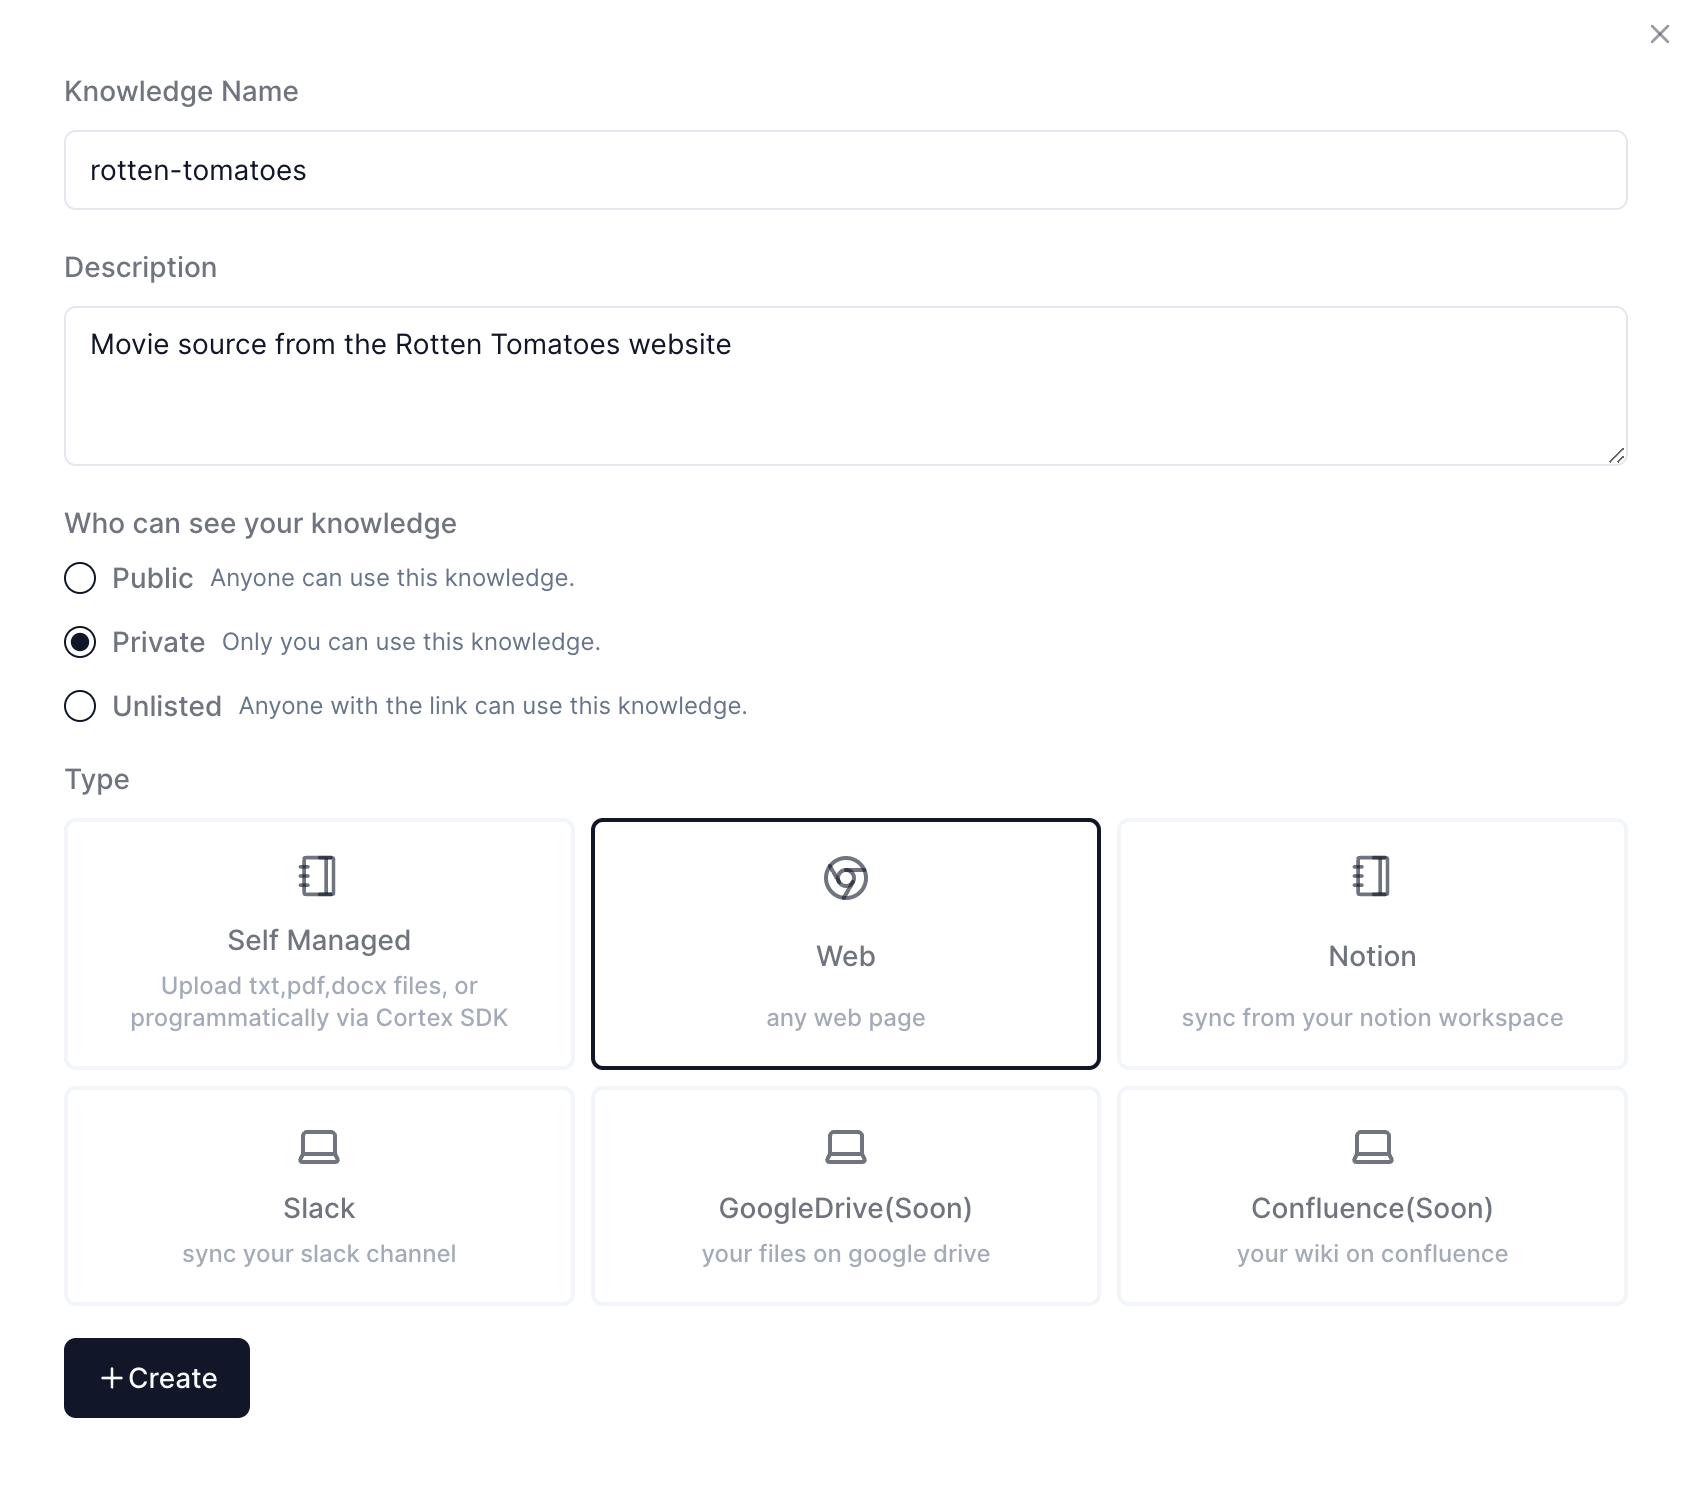 Knowledge Name
rotten-tomatoes
Description
Movie source from the Rotten Tomatoes website
Who can see your knowledge
Public Anyone can use this knowledge.
Private Only you can use this knowledge.
Unlisted Anyone with the link can use this knowledge.
Type
Self Managed
Upload txt,pdf,docx files, or
programmatically via Cortex SDK
Web
any web page
Notion
sync from your notion workspace
Slack
sync your slack channel
GoogleDrive(Soon)
your files on google drive
Confluence(Soon)
your wiki on confluence
+Create